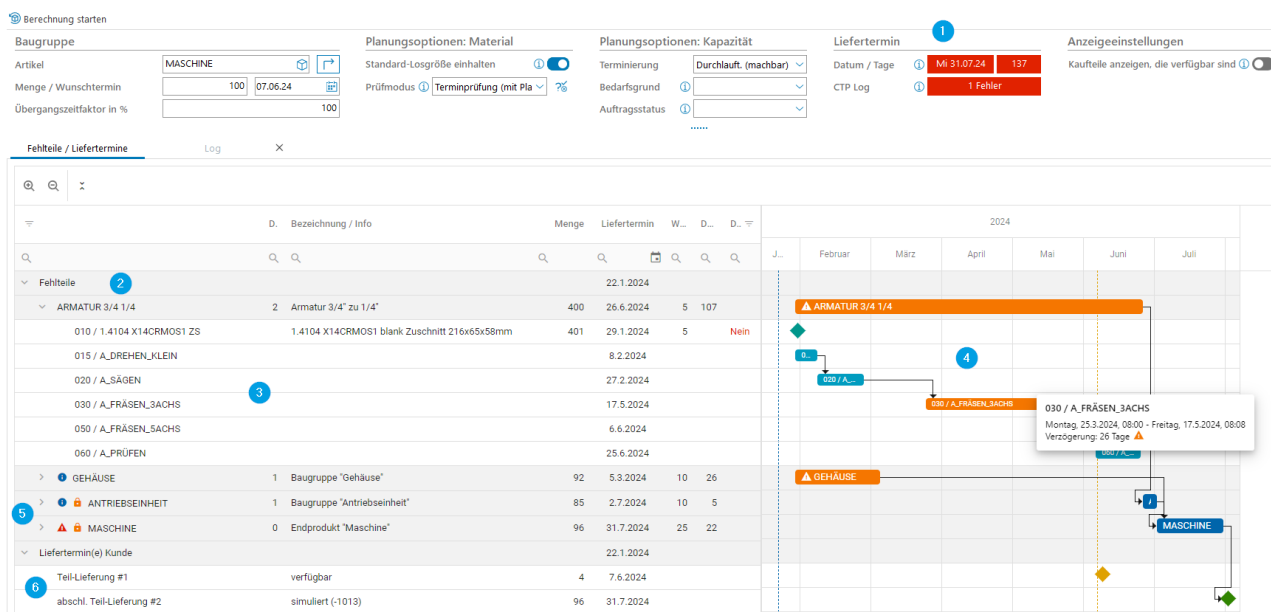 Berechnung starten
Baugruppe
Planungsoptionen: Material
Planungsoptionen: Kapazität
Liefertermin
1
Anzeigeeinstellungen
Artikel MASCHINE
Standard-Losgröße einhalten
Terminierung Durchlauft. (machbar)
Datum / Tage Mi 31.07.24 137
Kaufteile anzeigen, die verfügbar sind
Menge / Wunschtermin 100 07.06.24
Prüfmodus Terminprüfung (mit Pla
Bedarfsgrund
CTP Log 1 Fehler
Übergangszeitfaktor in % 100
Auftragsstatus
Fehlteile / Liefertermine Log
D. Bezeichnung / Info Menge Liefertermin W... D... D..
2024
J... Februar März April Mai Juni Juli
Fehlteile 2 22.1.2024
ARMATUR 3/4 1/4 2 Armatur 3/4" zu 1/4" 400 26.6.2024 5 107
ARMATUR 3/4 1/4
010 / 1.4104 X14CRMOS1 ZS 1.4104 X14CRMOS1 blank Zuschnitt 216x65x58mm 401 29.1.2024 5 Nein
015 / A_DREHEN_KLEIN 8.2.2024
0...
4
020 / A_SÄGEN 27.2.2024
020 / A_...
3
030 / A_FRÄSEN_3ACHS 17.5.2024
030 / A_FRÄSEN_3ACHS
030 / A_FRÄSEN_3ACHS
Montag, 25.3.2024, 08:00 - Freitag, 17.5.2024, 08:08
Verzögerung: 26 Tage
050 / A_FRÄSEN_5ACHS 6.6.2024
060 / A_PRÜFEN 25.6.2024
060 / A_...
GEHÄUSE 1 Baugruppe "Gehäuse" 92 5.3.2024 10 26
GEHÄUSE
ANTRIEBSEINHEIT 1 Baugruppe "Antriebseinheit" 85 2.7.2024 10 5
5
MASCHINE 0 Endprodukt "Maschine" 96 31.7.2024 25 22
MASCHINE
Liefertermin(e) Kunde 22.1.2024
Teil-Lieferung #1 verfügbar 4 7.6.2024
6
abschl. Teil-Lieferung #2 simuliert (-1013) 96 31.7.2024